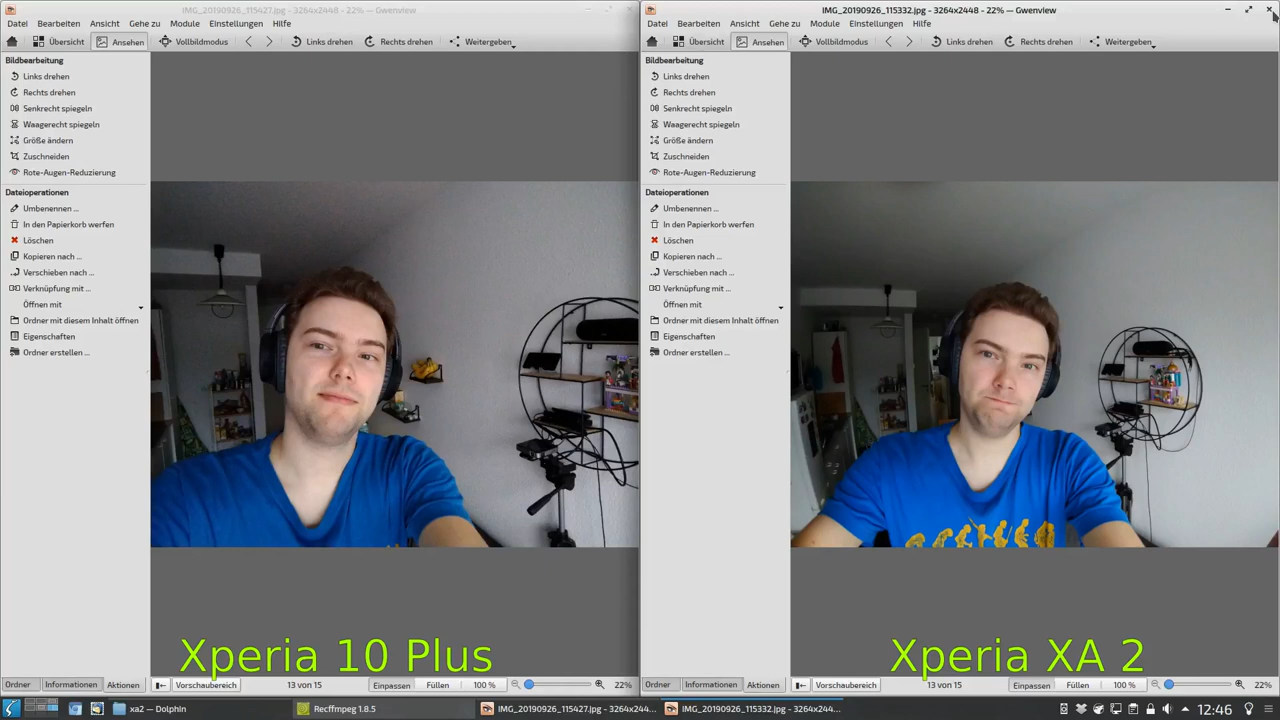 IMG_20190926_115427.jpg - 3264x2448 - 22% — Gwenview
Datei Bearbeiten Ansicht Gehe zu Module Einstellungen Hilfe
Übersicht Ansehen Vollbildmodus Links drehen Rechts drehen Weitergeben
Bildbearbeitung
Links drehen
Rechts drehen
Senkrecht spiegeln
Waagerecht spiegeln
Größe ändern
Zuschneiden
Rote-Augen-Reduzierung
Dateioperationen
Umbenennen ...
In den Papierkorb werfen
Löschen
Kopieren nach ...
Verschieben nach ...
Verknüpfung mit ...
Öffnen mit
Ordner mit diesem Inhalt öffnen
Eigenschaften
Ordner erstellen ...
Xperia 10 Plus
Ordner Informationen Aktionen Vorschaubereich 13 von 15 Einpassen Füllen 100 % 22%
IMG_20190926_115332.jpg - 3264x2448 - 22% — Gwenview
Datei Bearbeiten Ansicht Gehe zu Module Einstellungen Hilfe
Übersicht Ansehen Vollbildmodus Links drehen Rechts drehen Weitergeben
Bildbearbeitung
Links drehen
Rechts drehen
Senkrecht spiegeln
Waagerecht spiegeln
Größe ändern
Zuschneiden
Rote-Augen-Reduzierung
Dateioperationen
Umbenennen ...
In den Papierkorb werfen
Löschen
Kopieren nach ...
Verschieben nach ...
Verknüpfung mit ...
Öffnen mit
Ordner mit diesem Inhalt öffnen
Eigenschaften
Ordner erstellen ...
Xperia XA 2
Ordner Informationen Aktionen Vorschaubereich 13 von 15 Einpassen Füllen 100 % 22%
xa2 — Dolphin Recffmpeg 1.8.5 IMG_20190926_115427.jpg - 3264x244... IMG_20190926_115332.jpg - 3264x244... 12:46